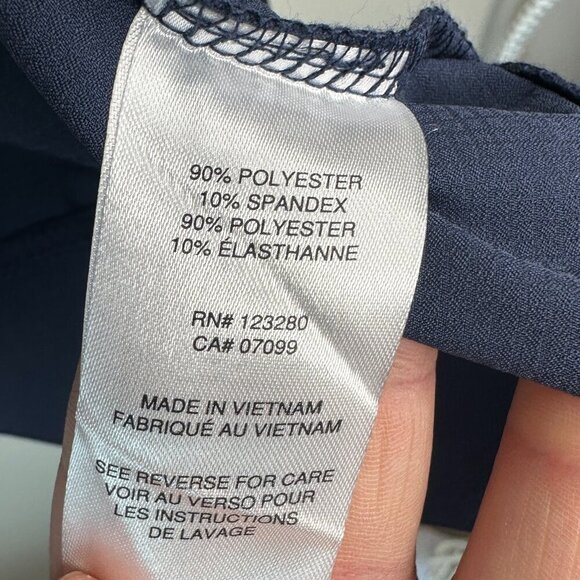 90% POLYESTER
10% SPANDEX
90% POLYESTER
10% ÉLASTHANNE
RN# 123280
CA# 07099
MADE IN VIETNAM
FABRIQUÉ AU VIETNAM
SEE REVERSE FOR CARE
VOIR AU VERSO POUR
LES INSTRUCTIONS
DE LAVAGE